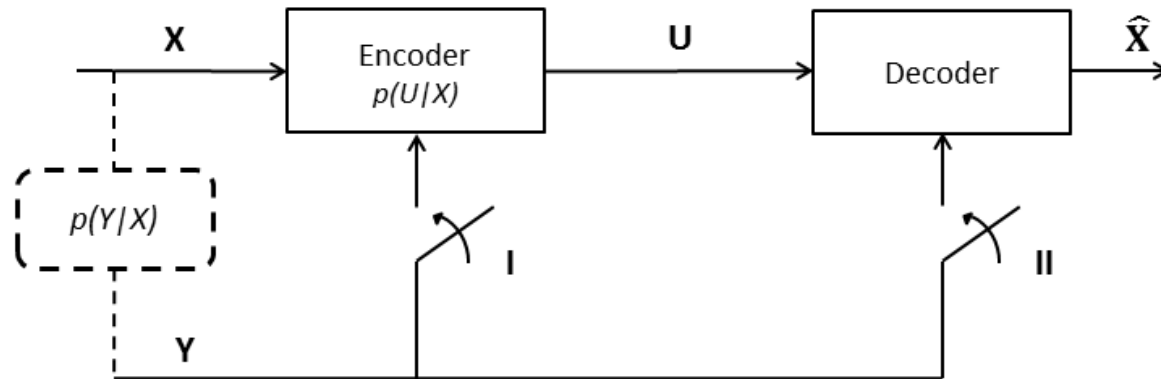 X
Encoder
p(U|X)
U
Decoder
X̂
p(Y|X)
I
II
Y